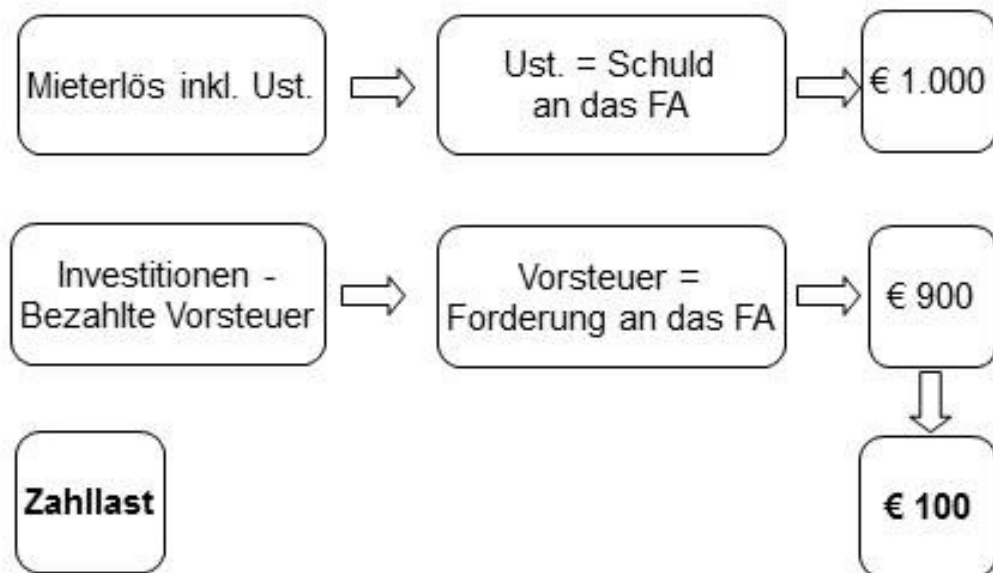 Mieterlös inkl. Ust.
Ust. = Schuld
an das FA
€ 1.000
Investitionen -
Bezahlte Vorsteuer
Vorsteuer =
Forderung an das FA
€ 900
Zahllast
€ 100